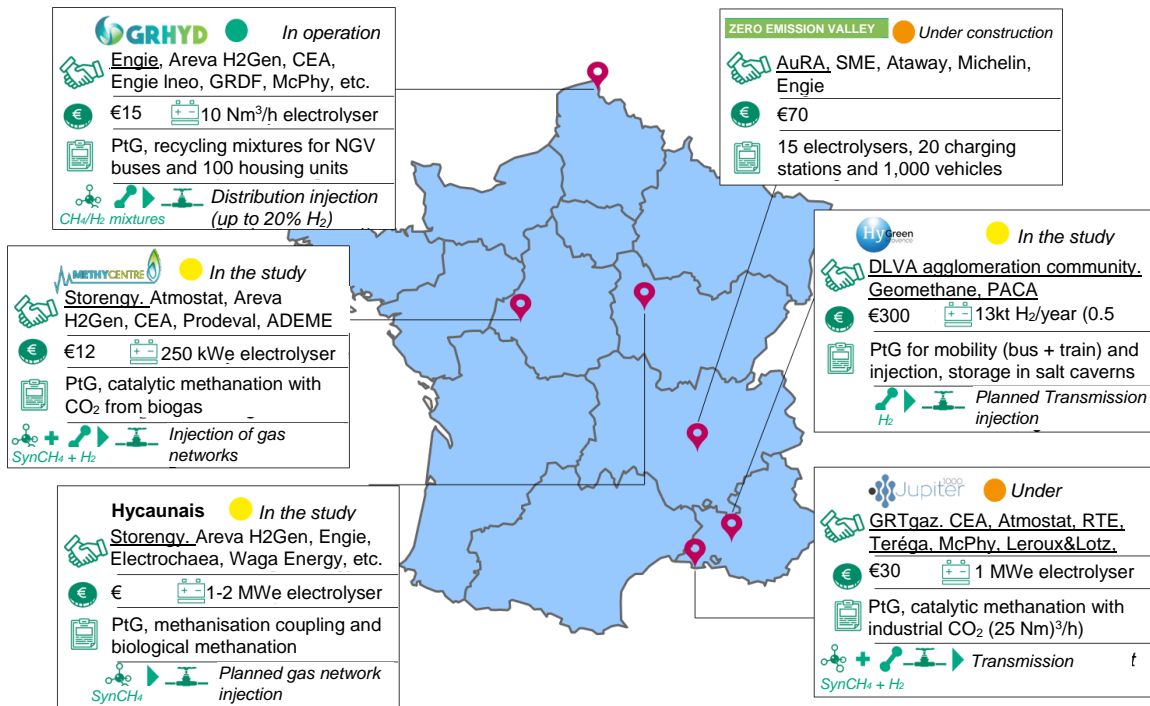 GRHYD
In operation
Engie, Areva H2Gen, CEA,
Engie Ineo, GRDF, McPhy, etc.
€15
10 Nm³/h electrolyser
PtG, recycling mixtures for NGV
buses and 100 housing units
CH₄/H₂ mixtures
Distribution injection
(up to 20% H₂)
ZERO EMISSION VALLEY
Under construction
AuRA, SME, Ataway, Michelin,
Engie
€70
15 electrolysers, 20 charging
stations and 1,000 vehicles
METHYCENTRE
In the study
Storengy. Atmostat, Areva
H2Gen, CEA, Prodeval, ADEME
€12
250 kWe electrolyser
PtG, catalytic methanation with
CO₂ from biogas
SynCH₄ + H₂
Injection of gas
networks
HyGreen
Provence
In the study
DLVA agglomeration community.
Geomethane, PACA
€300
13kt H₂/year (0.5
PtG for mobility (bus + train) and
injection, storage in salt caverns
H₂
Planned Transmission
injection
Hycaunais
In the study
Storengy. Areva H2Gen, Engie,
Electrochaea, Waga Energy, etc.
€
1-2 MWe electrolyser
PtG, methanisation coupling and
biological methanation
SynCH₄
Planned gas network
injection
Jupiter 1000
Under
GRTgaz. CEA, Atmostat, RTE,
Teréga, McPhy, Leroux&Lotz,
€30
1 MWe electrolyser
PtG, catalytic methanation with
industrial CO₂ (25 Nm)³/h)
SynCH₄ + H₂
Transmission
t